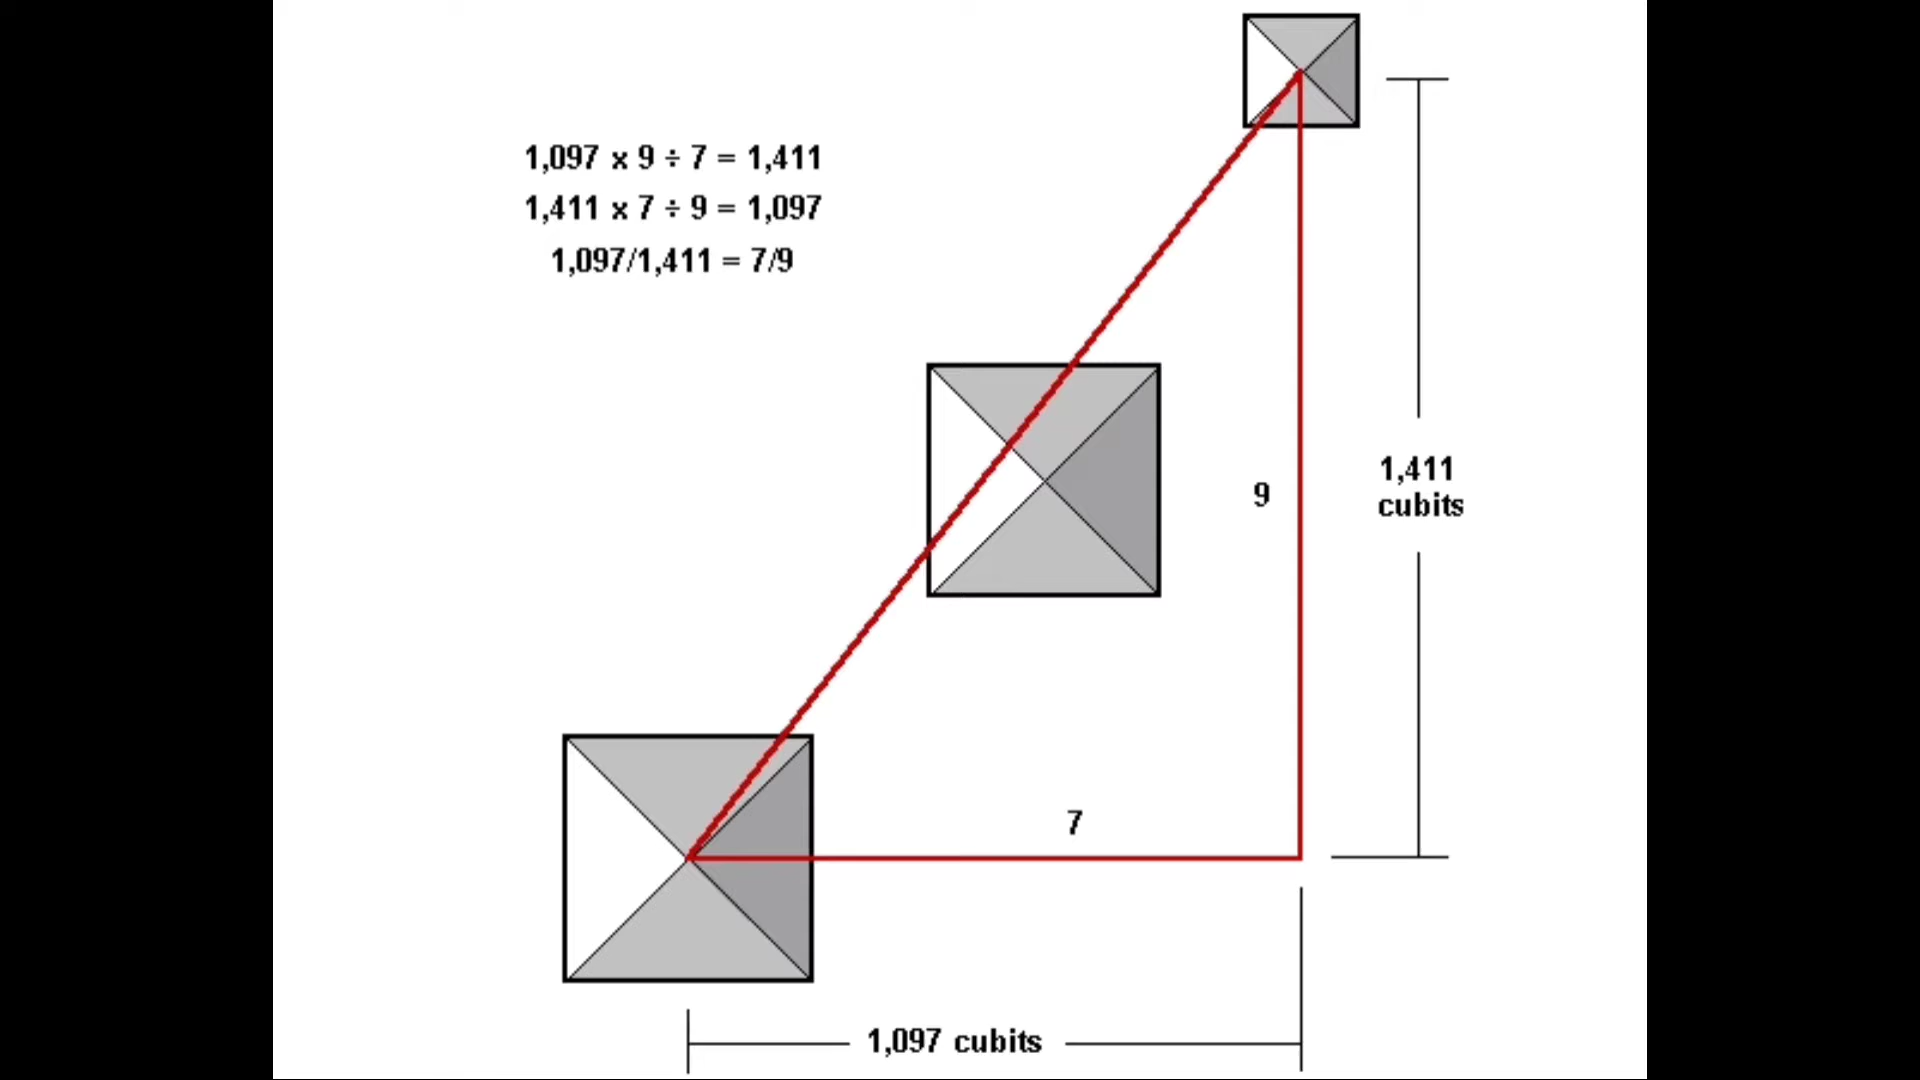 1,097 x 9 ÷ 7 = 1,411
1,411 x 7 ÷ 9 = 1,097
1,097/1,411 = 7/9
9
1,411
cubits
7
1,097 cubits